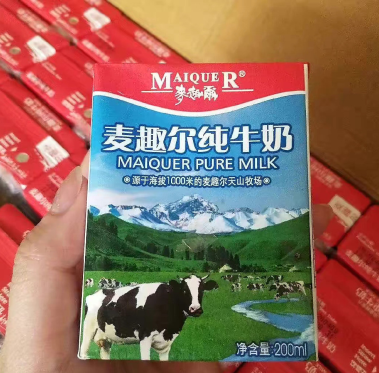 MAIQUER®
麦趣尔
麦趣尔纯牛奶
MAIQUER PURE MILK
源于海拔1000米的麦趣尔天山牧场
净含量:200ml